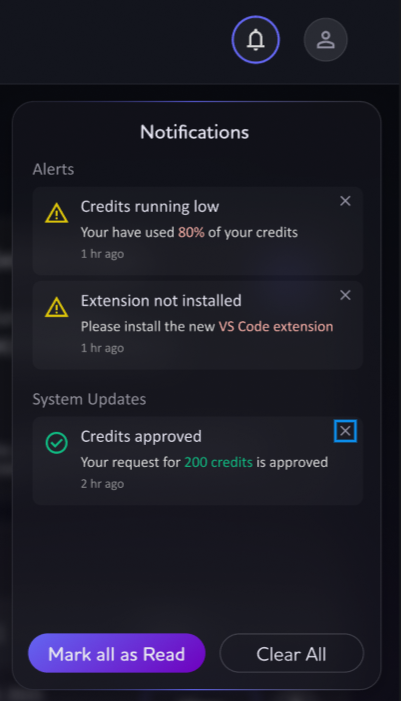 Notifications
Alerts
Credits running low
Your have used 80% of your credits
1 hr ago
Extension not installed
Please install the new VS Code extension
1 hr ago
System Updates
Credits approved
Your request for 200 credits is approved
2 hr ago
Mark all as Read
Clear All